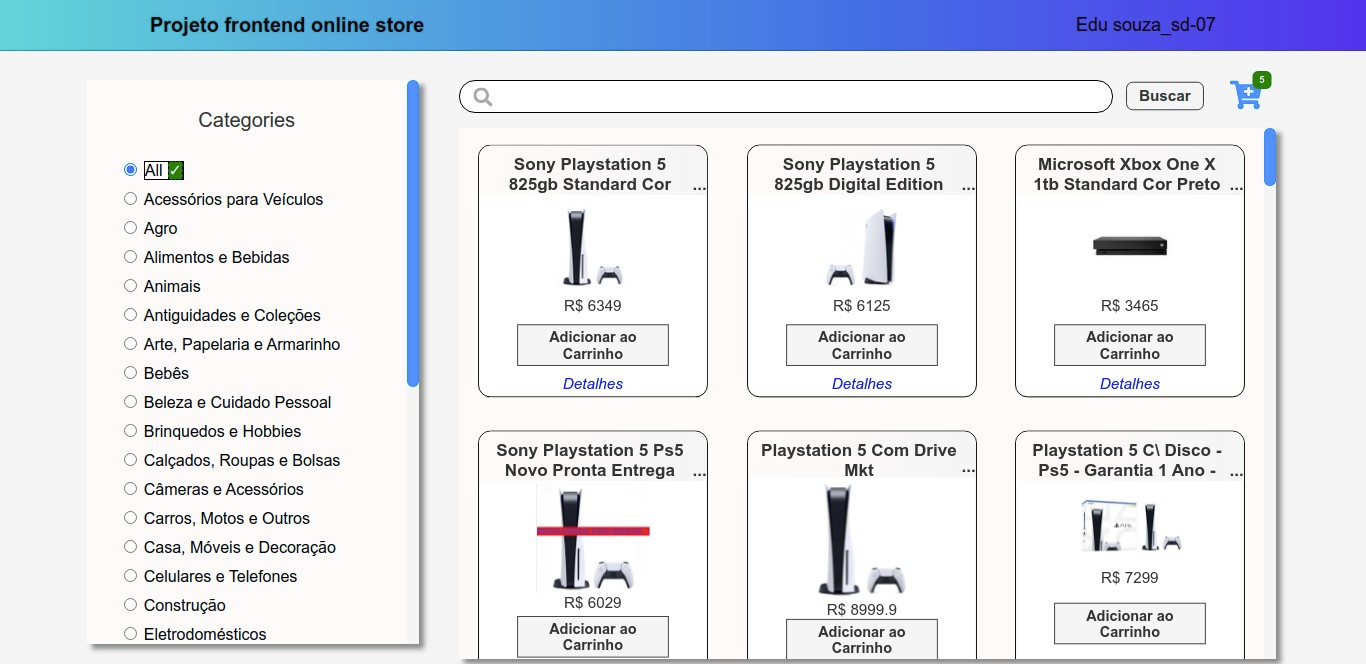 Projeto frontend online store
Edu souza_sd-07
Categories
All ✓
Acessórios para Veículos
Agro
Alimentos e Bebidas
Animais
Antiguidades e Coleções
Arte, Papelaria e Armarinho
Bebês
Beleza e Cuidado Pessoal
Brinquedos e Hobbies
Calçados, Roupas e Bolsas
Câmeras e Acessórios
Carros, Motos e Outros
Casa, Móveis e Decoração
Celulares e Telefones
Construção
Eletrodomésticos
Buscar
5
Sony Playstation 5
825gb Standard Cor ...
R$ 6349
Adicionar ao
Carrinho
Detalhes
Sony Playstation 5
825gb Digital Edition ...
R$ 6125
Adicionar ao
Carrinho
Detalhes
Microsoft Xbox One X
1tb Standard Cor Preto ...
R$ 3465
Adicionar ao
Carrinho
Detalhes
Sony Playstation 5 Ps5
Novo Pronta Entrega ...
R$ 6029
Adicionar ao
Carrinho
Playstation 5 Com Drive
Mkt ...
R$ 8999.9
Adicionar ao
Carrinho
Playstation 5 C\ Disco -
Ps5 - Garantia 1 Ano - ...
R$ 7299
Adicionar ao
Carrinho